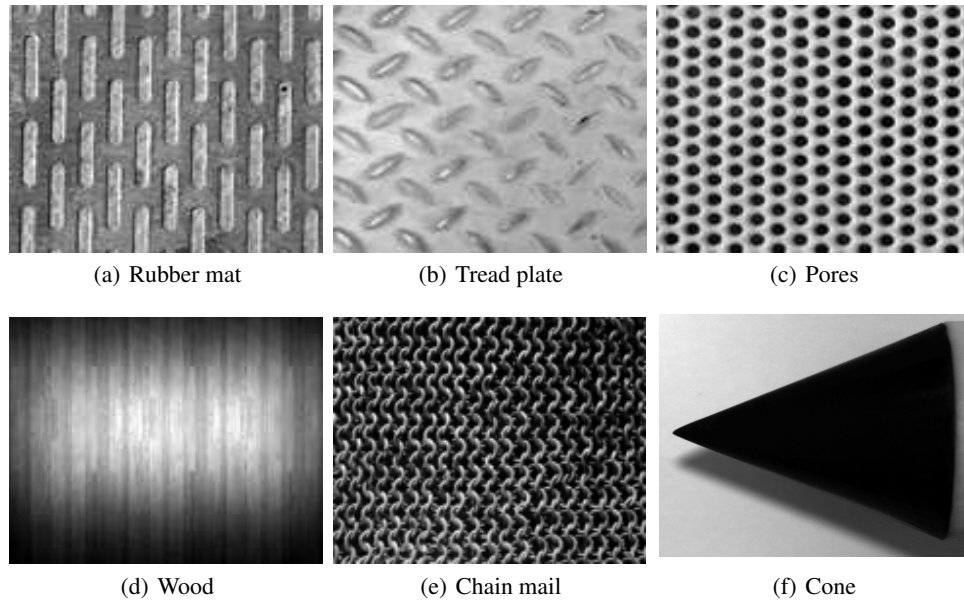 (a) Rubber mat
(b) Tread plate
(c) Pores
(d) Wood
(e) Chain mail
(f) Cone